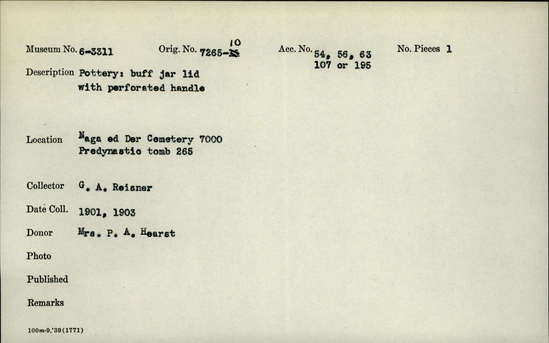 Museum No. 6-3311 Orig. No. 7265-10 Acc. No. 54, 56, 63 No. Pieces 1
107 or 195
Description Pottery: buff jar lid
with perforated handle
Location Naga ed Der Cemetery 7000
Predynastic tomb 265
Collector G. A. Reisner
Date Coll. 1901, 1903
Donor Mrs. P. A. Hearst
Photo
Published
Remarks
100m-9,'39(1771)